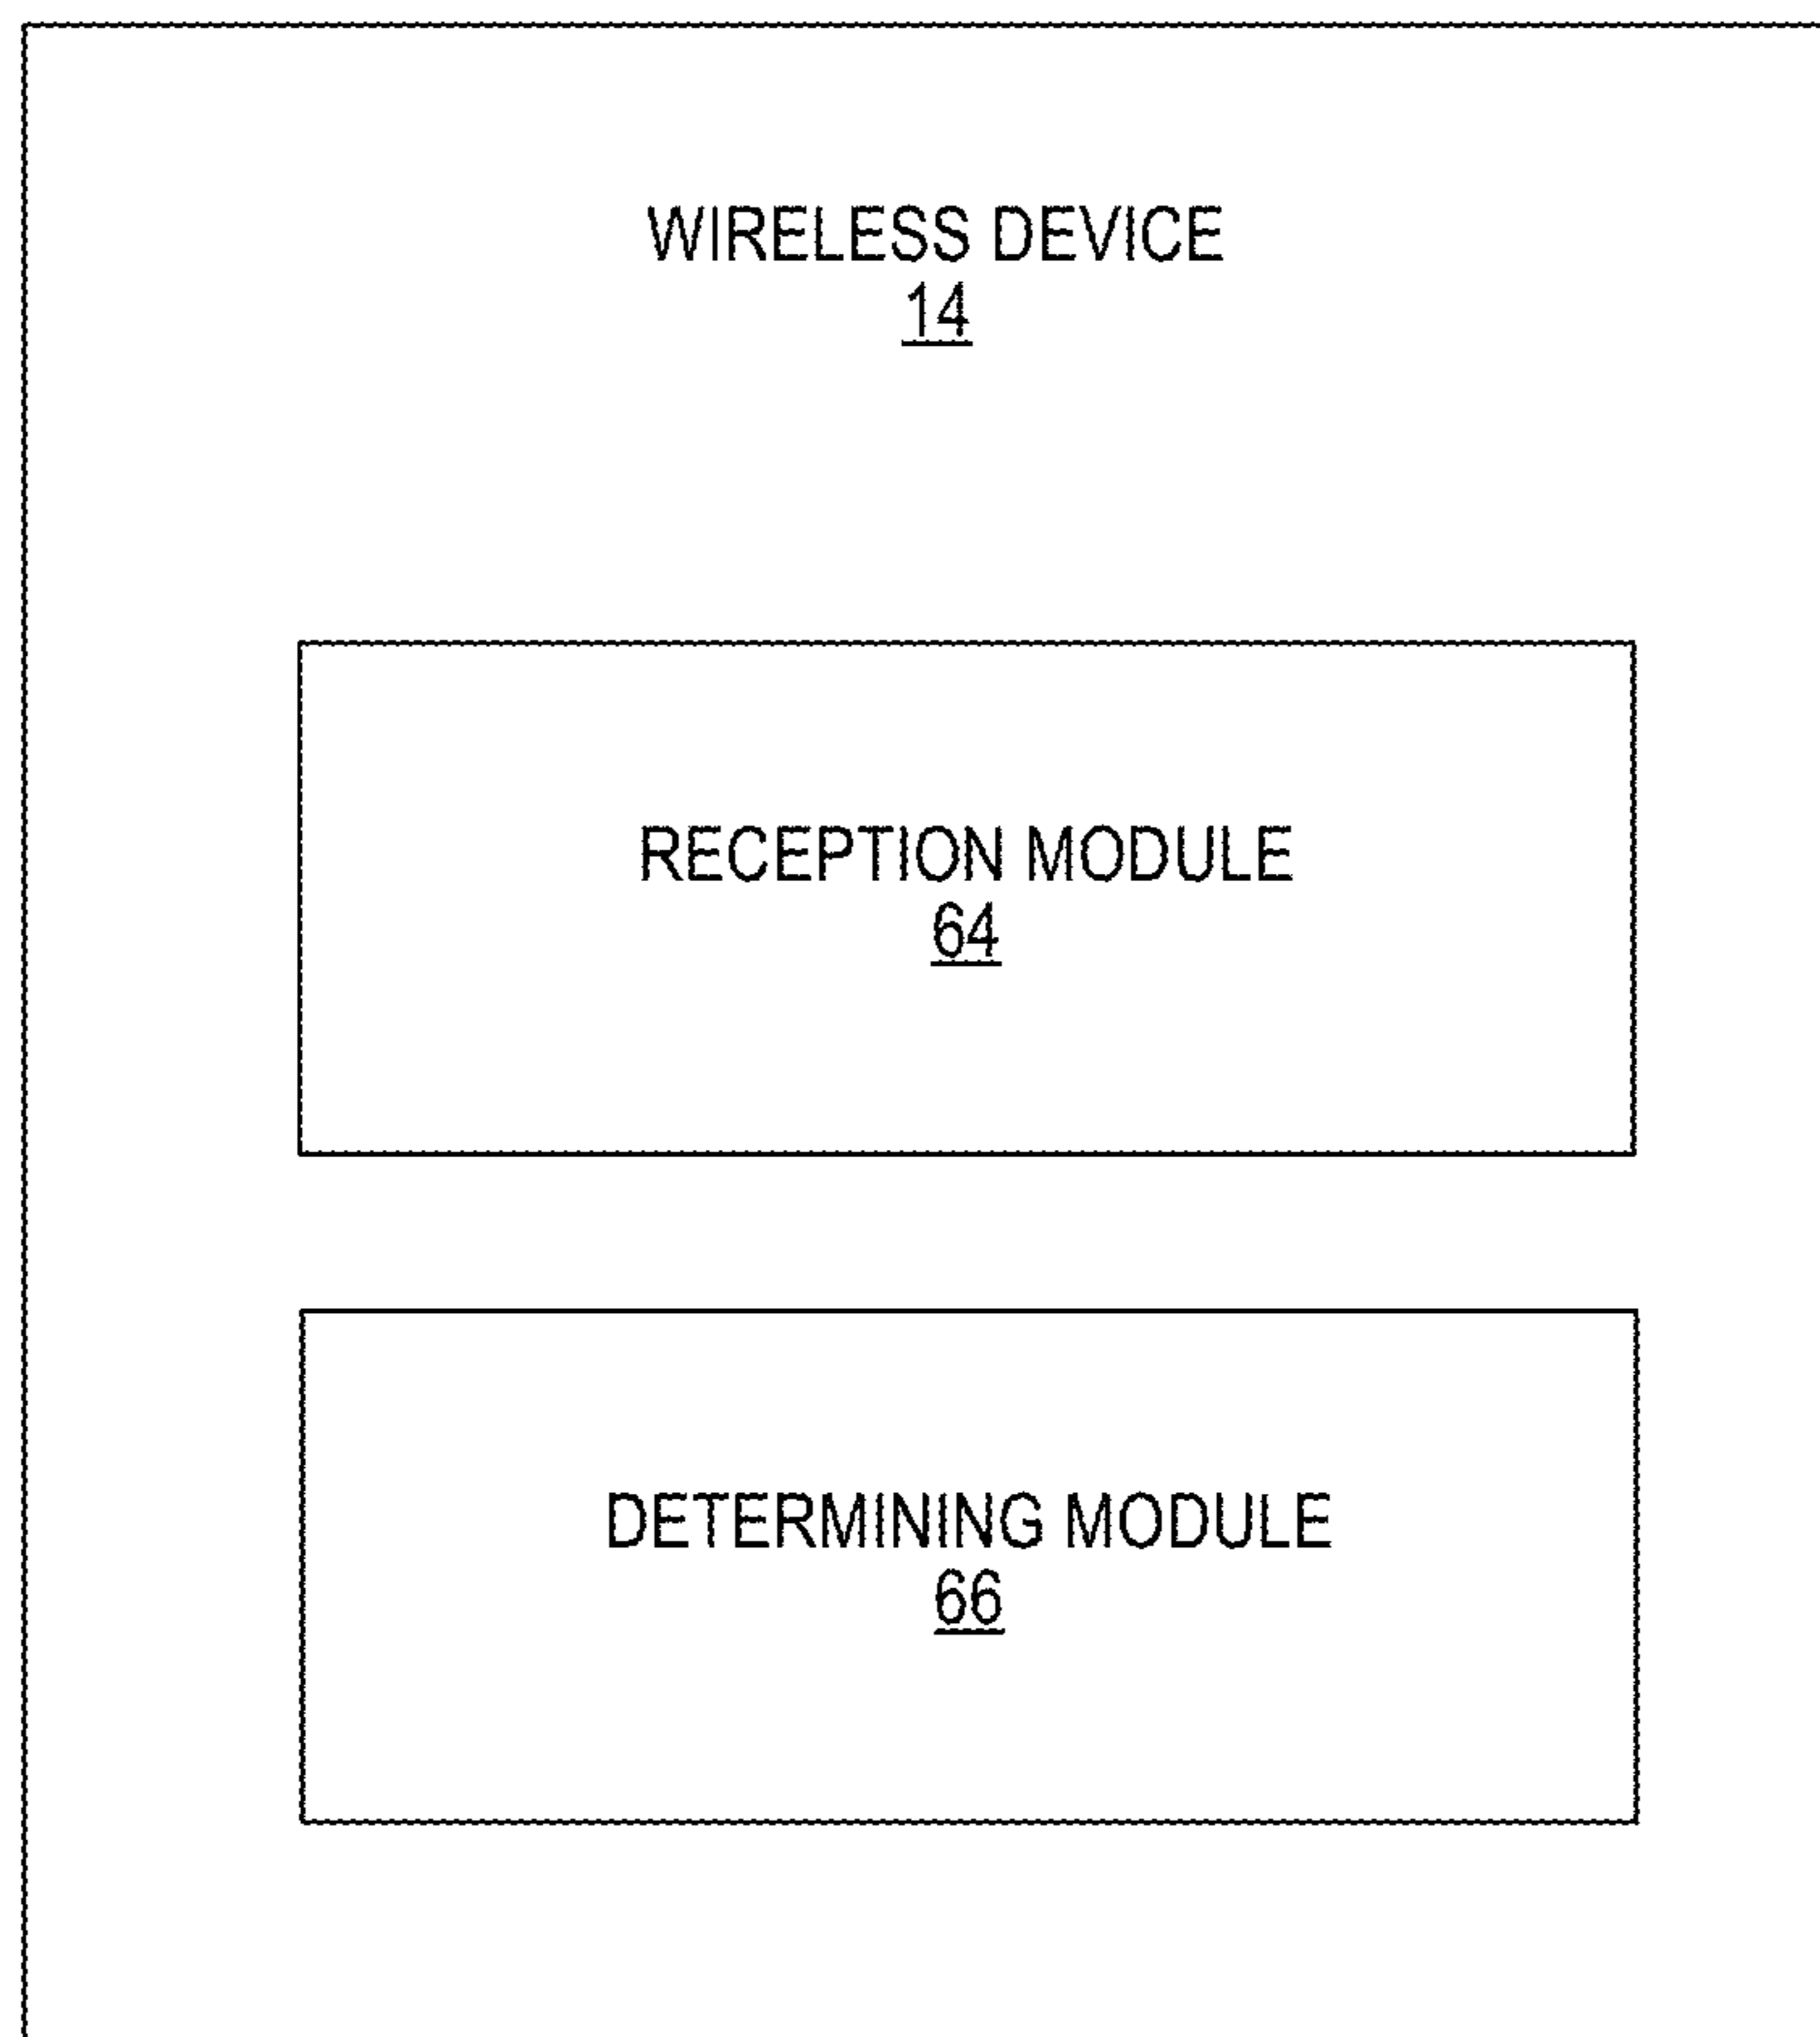 WIRELESS DEVICE
14
RECEPTION MODULE
64
DETERMINING MODULE
66